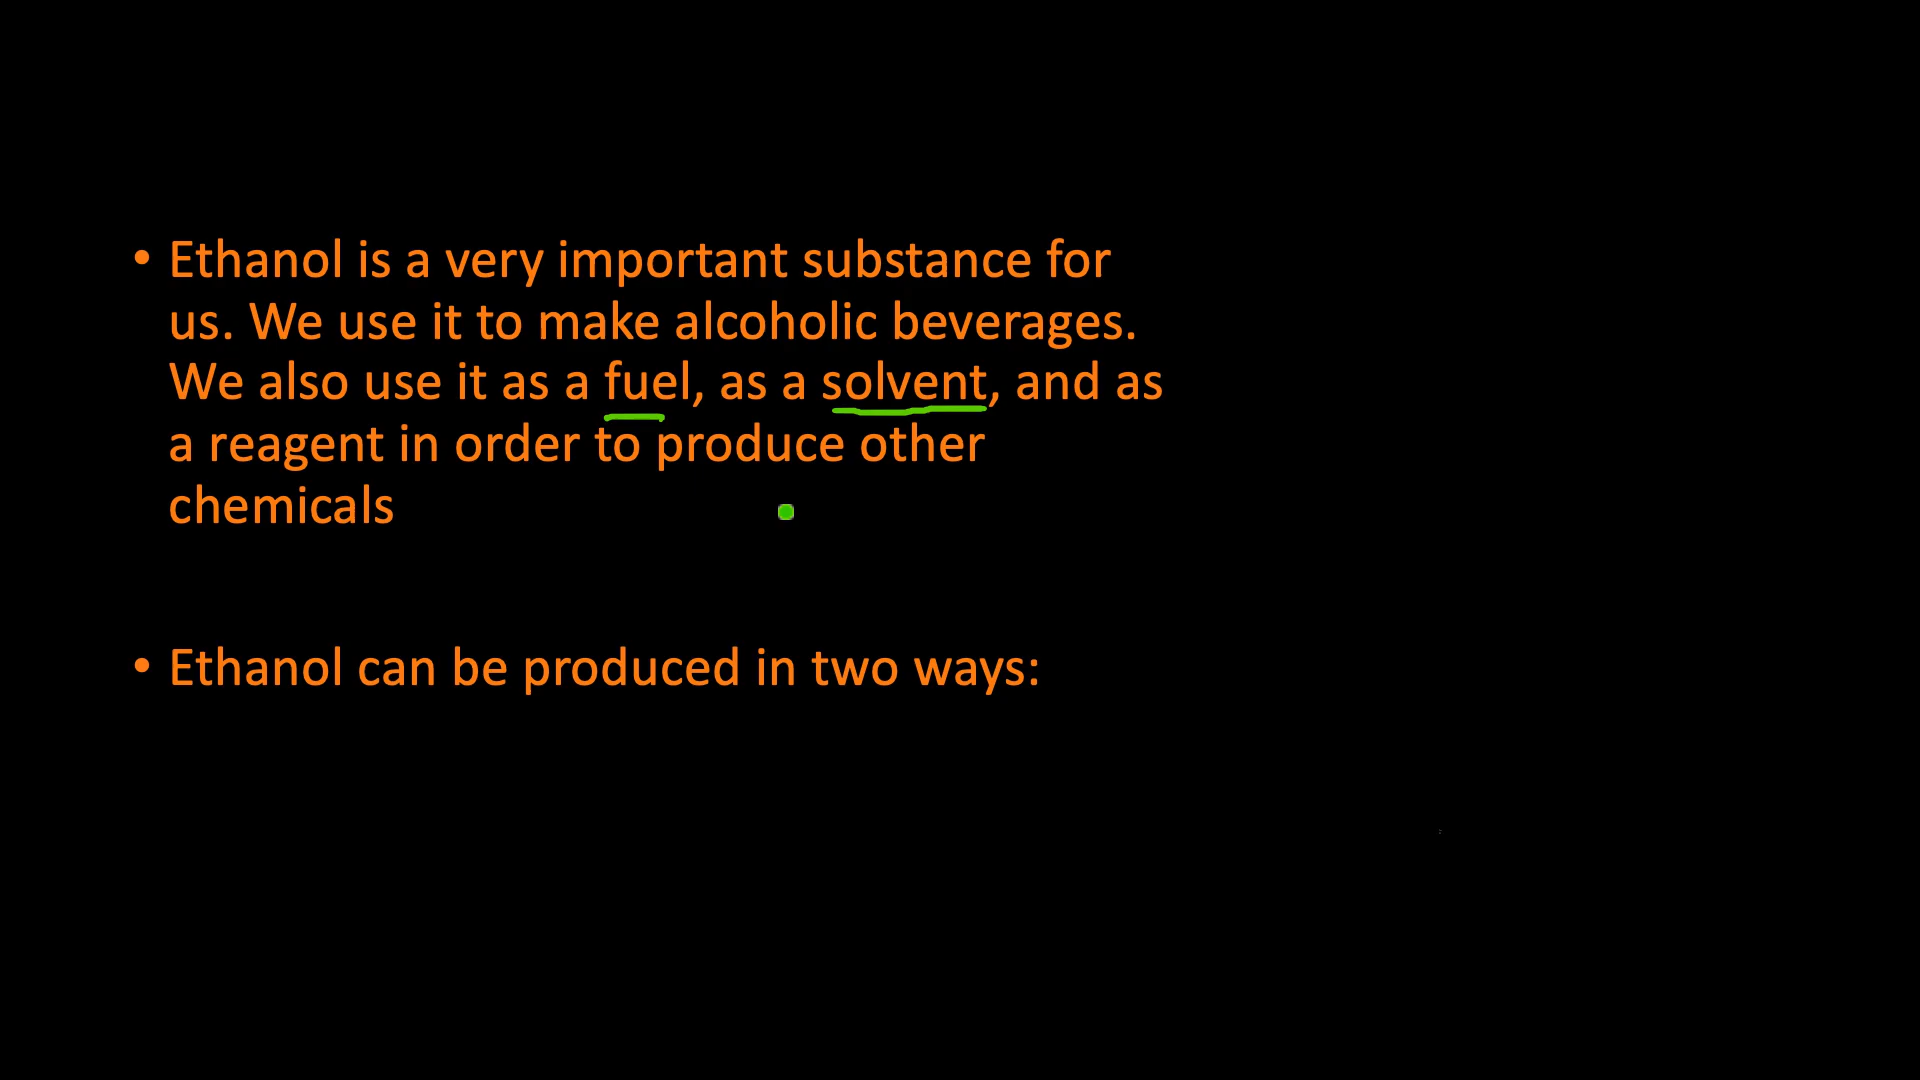 • Ethanol is a very important substance for
us. We use it to make alcoholic beverages.
We also use it as a fuel, as a solvent, and as
a reagent in order to produce other
chemicals
• Ethanol can be produced in two ways: